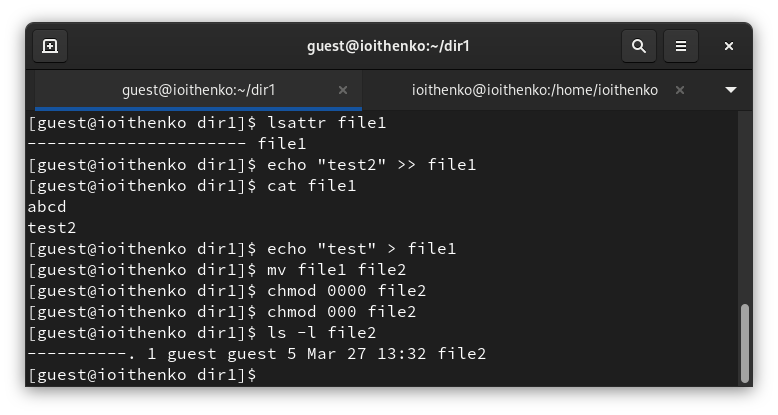 guest@ioithenko:~/dir1
guest@ioithenko:~/dir1
ioithenko@ioithenko:/home/ioithenko
[guest@ioithenko dir1]$ lsattr file1
---------------------- file1
[guest@ioithenko dir1]$ echo "test2" >> file1
[guest@ioithenko dir1]$ cat file1
abcd
test2
[guest@ioithenko dir1]$ echo "test" > file1
[guest@ioithenko dir1]$ mv file1 file2
[guest@ioithenko dir1]$ chmod 0000 file2
[guest@ioithenko dir1]$ chmod 000 file2
[guest@ioithenko dir1]$ ls -l file2
----------. 1 guest guest 5 Mar 27 13:32 file2
[guest@ioithenko dir1]$